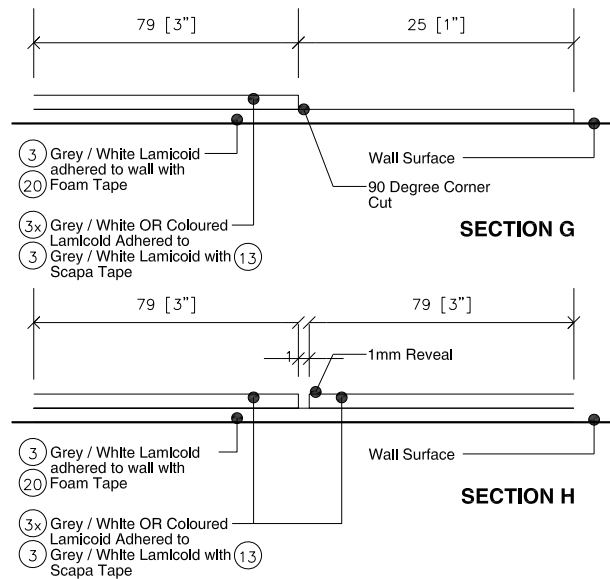 79 [3"]
25 [1"]
3 Grey / White Lamicoid
adhered to wall with
20 Foam Tape
Wall Surface
90 Degree Corner
Cut
3x Grey / White OR Coloured
Lamicoid Adhered to
3 Grey / White Lamicoid with 13
Scapa Tape
SECTION G
79 [3"]
79 [3"]
1
1mm Reveal
3 Grey / White Lamicoid
adhered to wall with
20 Foam Tape
Wall Surface
3x Grey / White OR Coloured
Lamicoid Adhered to
3 Grey / White Lamicoid with 13
Scapa Tape
SECTION H